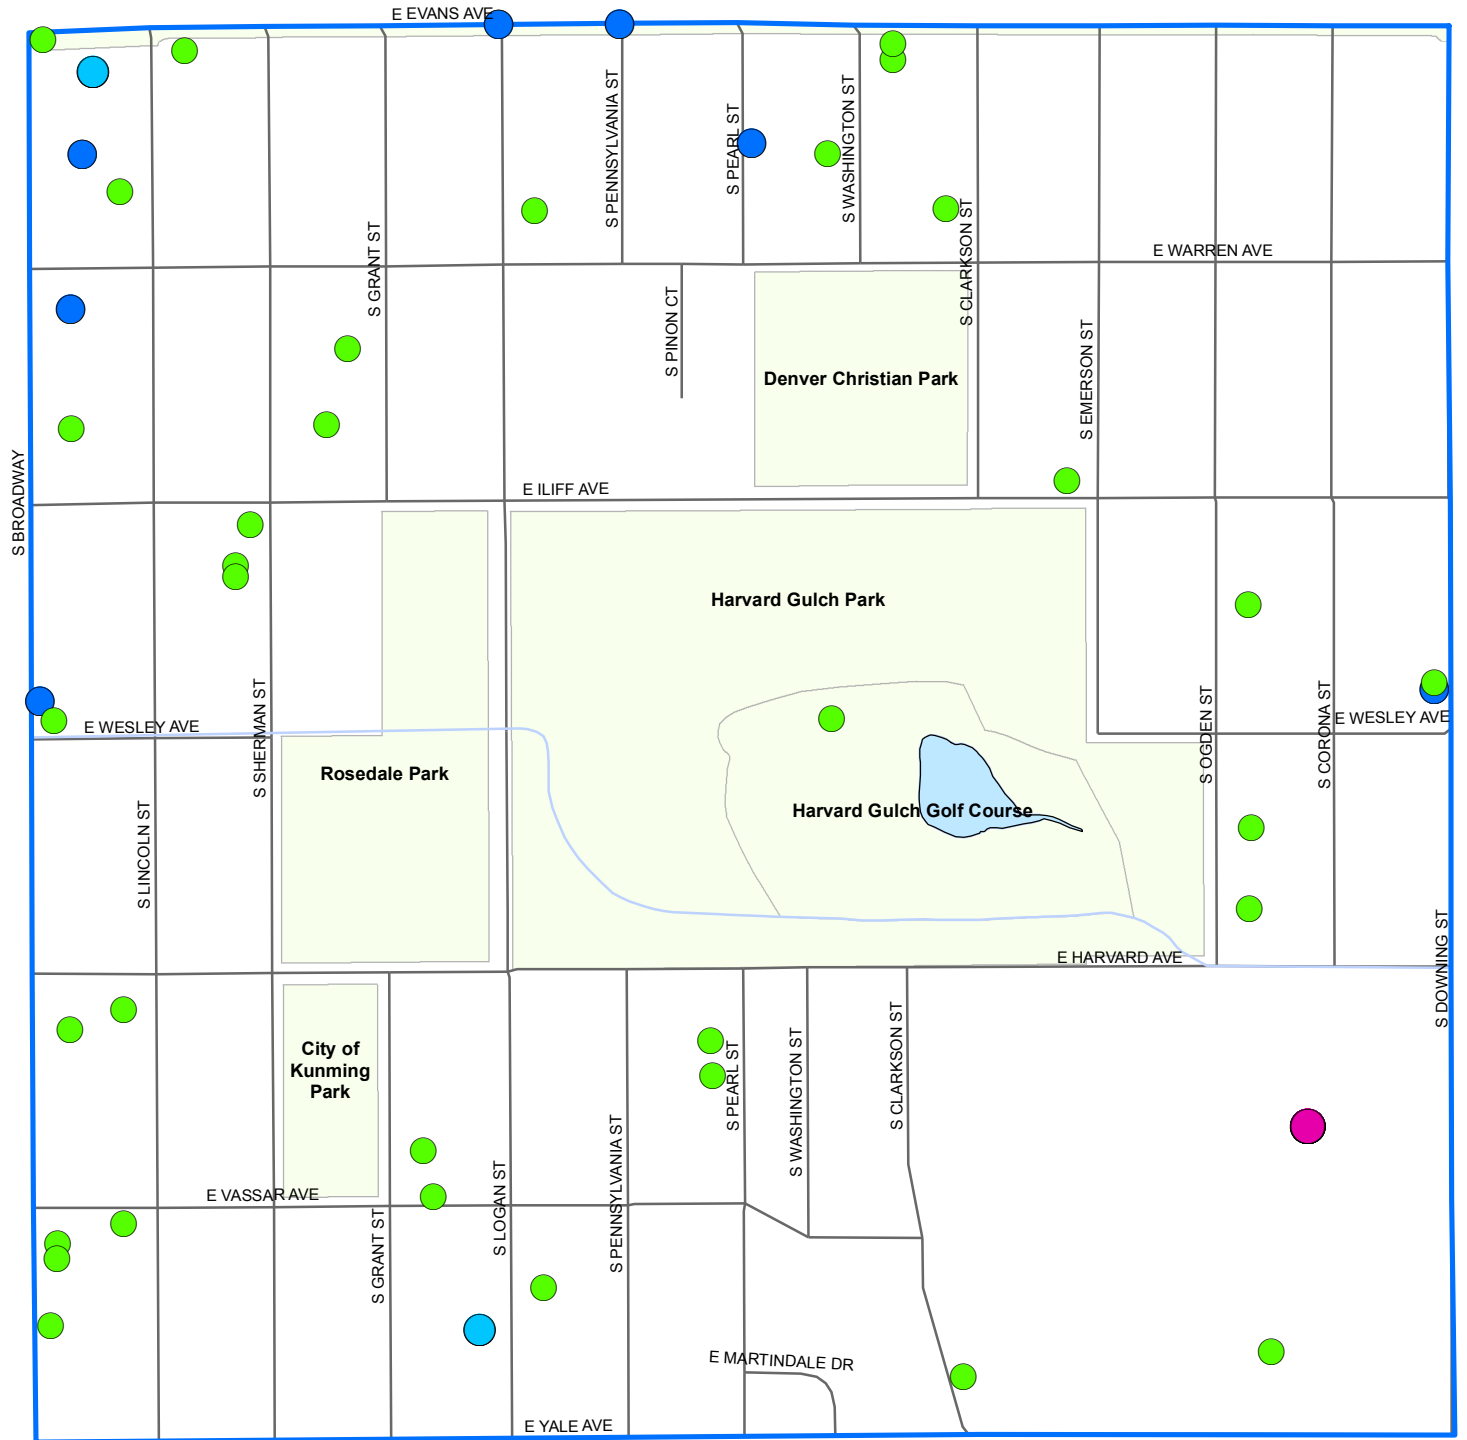 E EVANS AVE
S PENNSYLVANIA ST
S PEARL ST
S WASHINGTON ST
S GRANT ST
S CLARKSON ST
E WARREN AVE
S PINON CT
S EMERSON ST
Denver Christian Park
S BROADWAY
E ILIFF AVE
Harvard Gulch Park
S SHERMAN ST
S OGDEN ST
S CORONA ST
E WESLEY AVE
E WESLEY AVE
Rosedale Park
Harvard Gulch Golf Course
S LINCOLN ST
S DOWNING ST
E HARVARD AVE
City of
Kunming
Park
S PEARL ST
S WASHINGTON ST
S CLARKSON ST
E VASSAR AVE
S GRANT ST
S LOGAN ST
S PENNSYLVANIA ST
E MARTINDALE DR
E YALE AVE